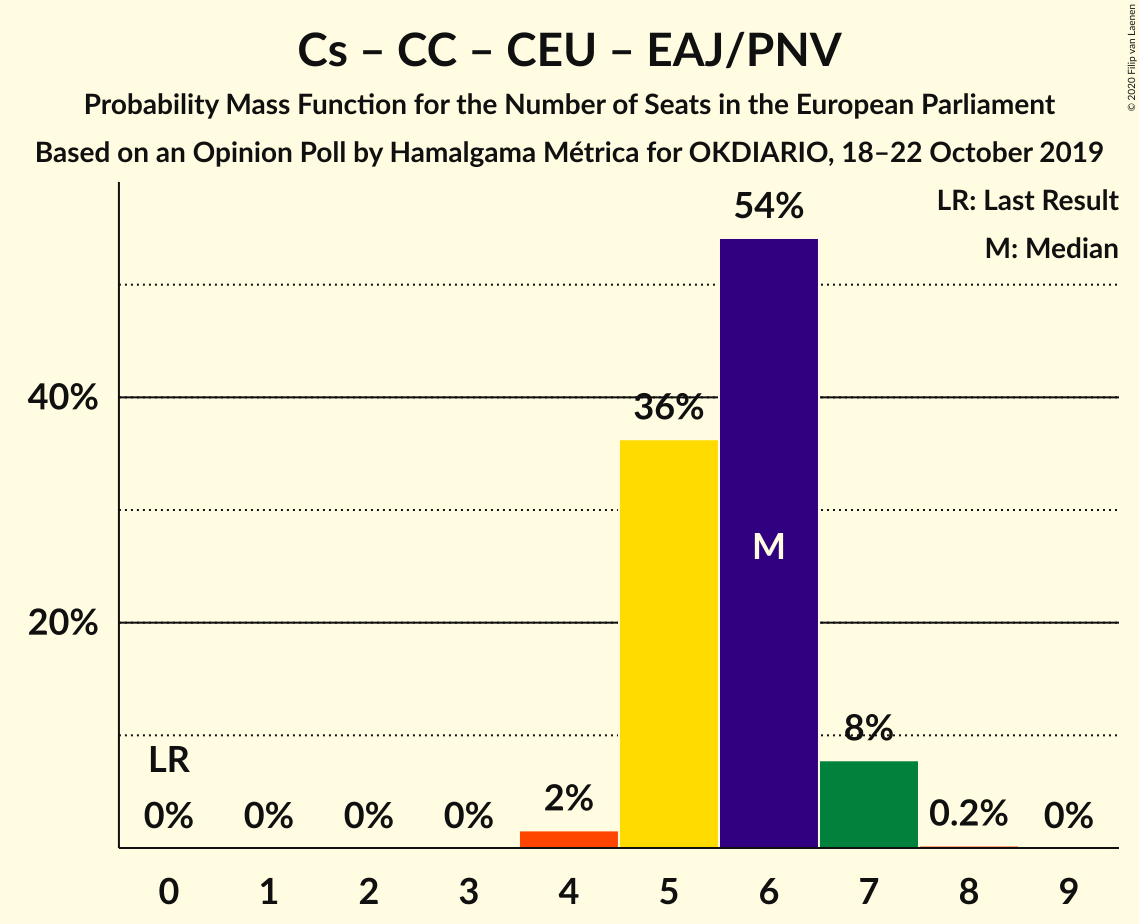 Cs – CC – CEU – EAJ/PNV
Probability Mass Function for the Number of Seats in the European Parliament
Based on an Opinion Poll by Hamalgama Métrica for OKDIARIO, 18–22 October 2019
© 2020 Filip van Laenen
LR: Last Result
M: Median
54%
40%
36%
M
20%
8%
LR
0% 0% 0% 0% 2% 0.2% 0%
0 1 2 3 4 5 6 7 8 9